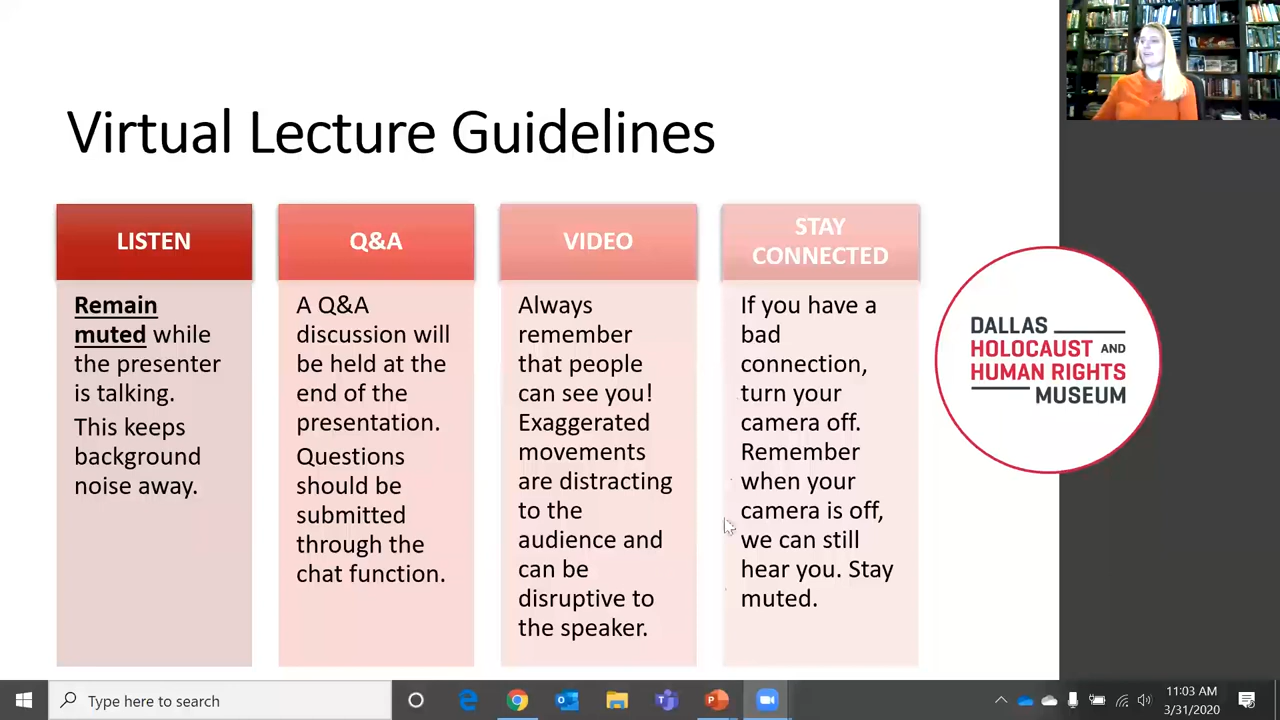 Virtual Lecture Guidelines
LISTEN
Remain
muted while
the presenter
is talking.
This keeps
background
noise away.
Q&A
A Q&A
discussion will
be held at the
end of the
presentation.
Questions
should be
submitted
through the
chat function.
VIDEO
Always
remember
that people
can see you!
Exaggerated
movements
are distracting
to the
audience and
can be
disruptive to
the speaker.
STAY
CONNECTED
If you have a
bad
connection,
turn your
camera off.
Remember
when your
camera is off,
we can still
hear you. Stay
muted.
DALLAS
HOLOCAUST AND
HUMAN RIGHTS
MUSEUM
Type here to search
11:03 AM
3/31/2020